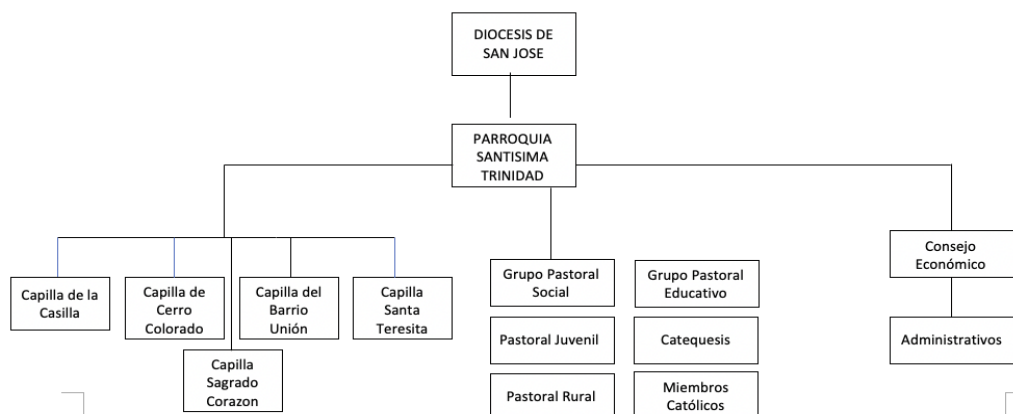 DIOCESIS DE
SAN JOSE
PARROQUIA
SANTISIMA
TRINIDAD
Capilla de la
Casilla
Capilla de
Cerro
Colorado
Capilla del
Barrio
Unión
Capilla
Santa
Teresita
Capilla
Sagrado
Corazon
Grupo Pastoral
Social
Grupo Pastoral
Educativo
Pastoral Juvenil
Catequesis
Pastoral Rural
Miembros
Católicos
Consejo
Económico
Administrativos